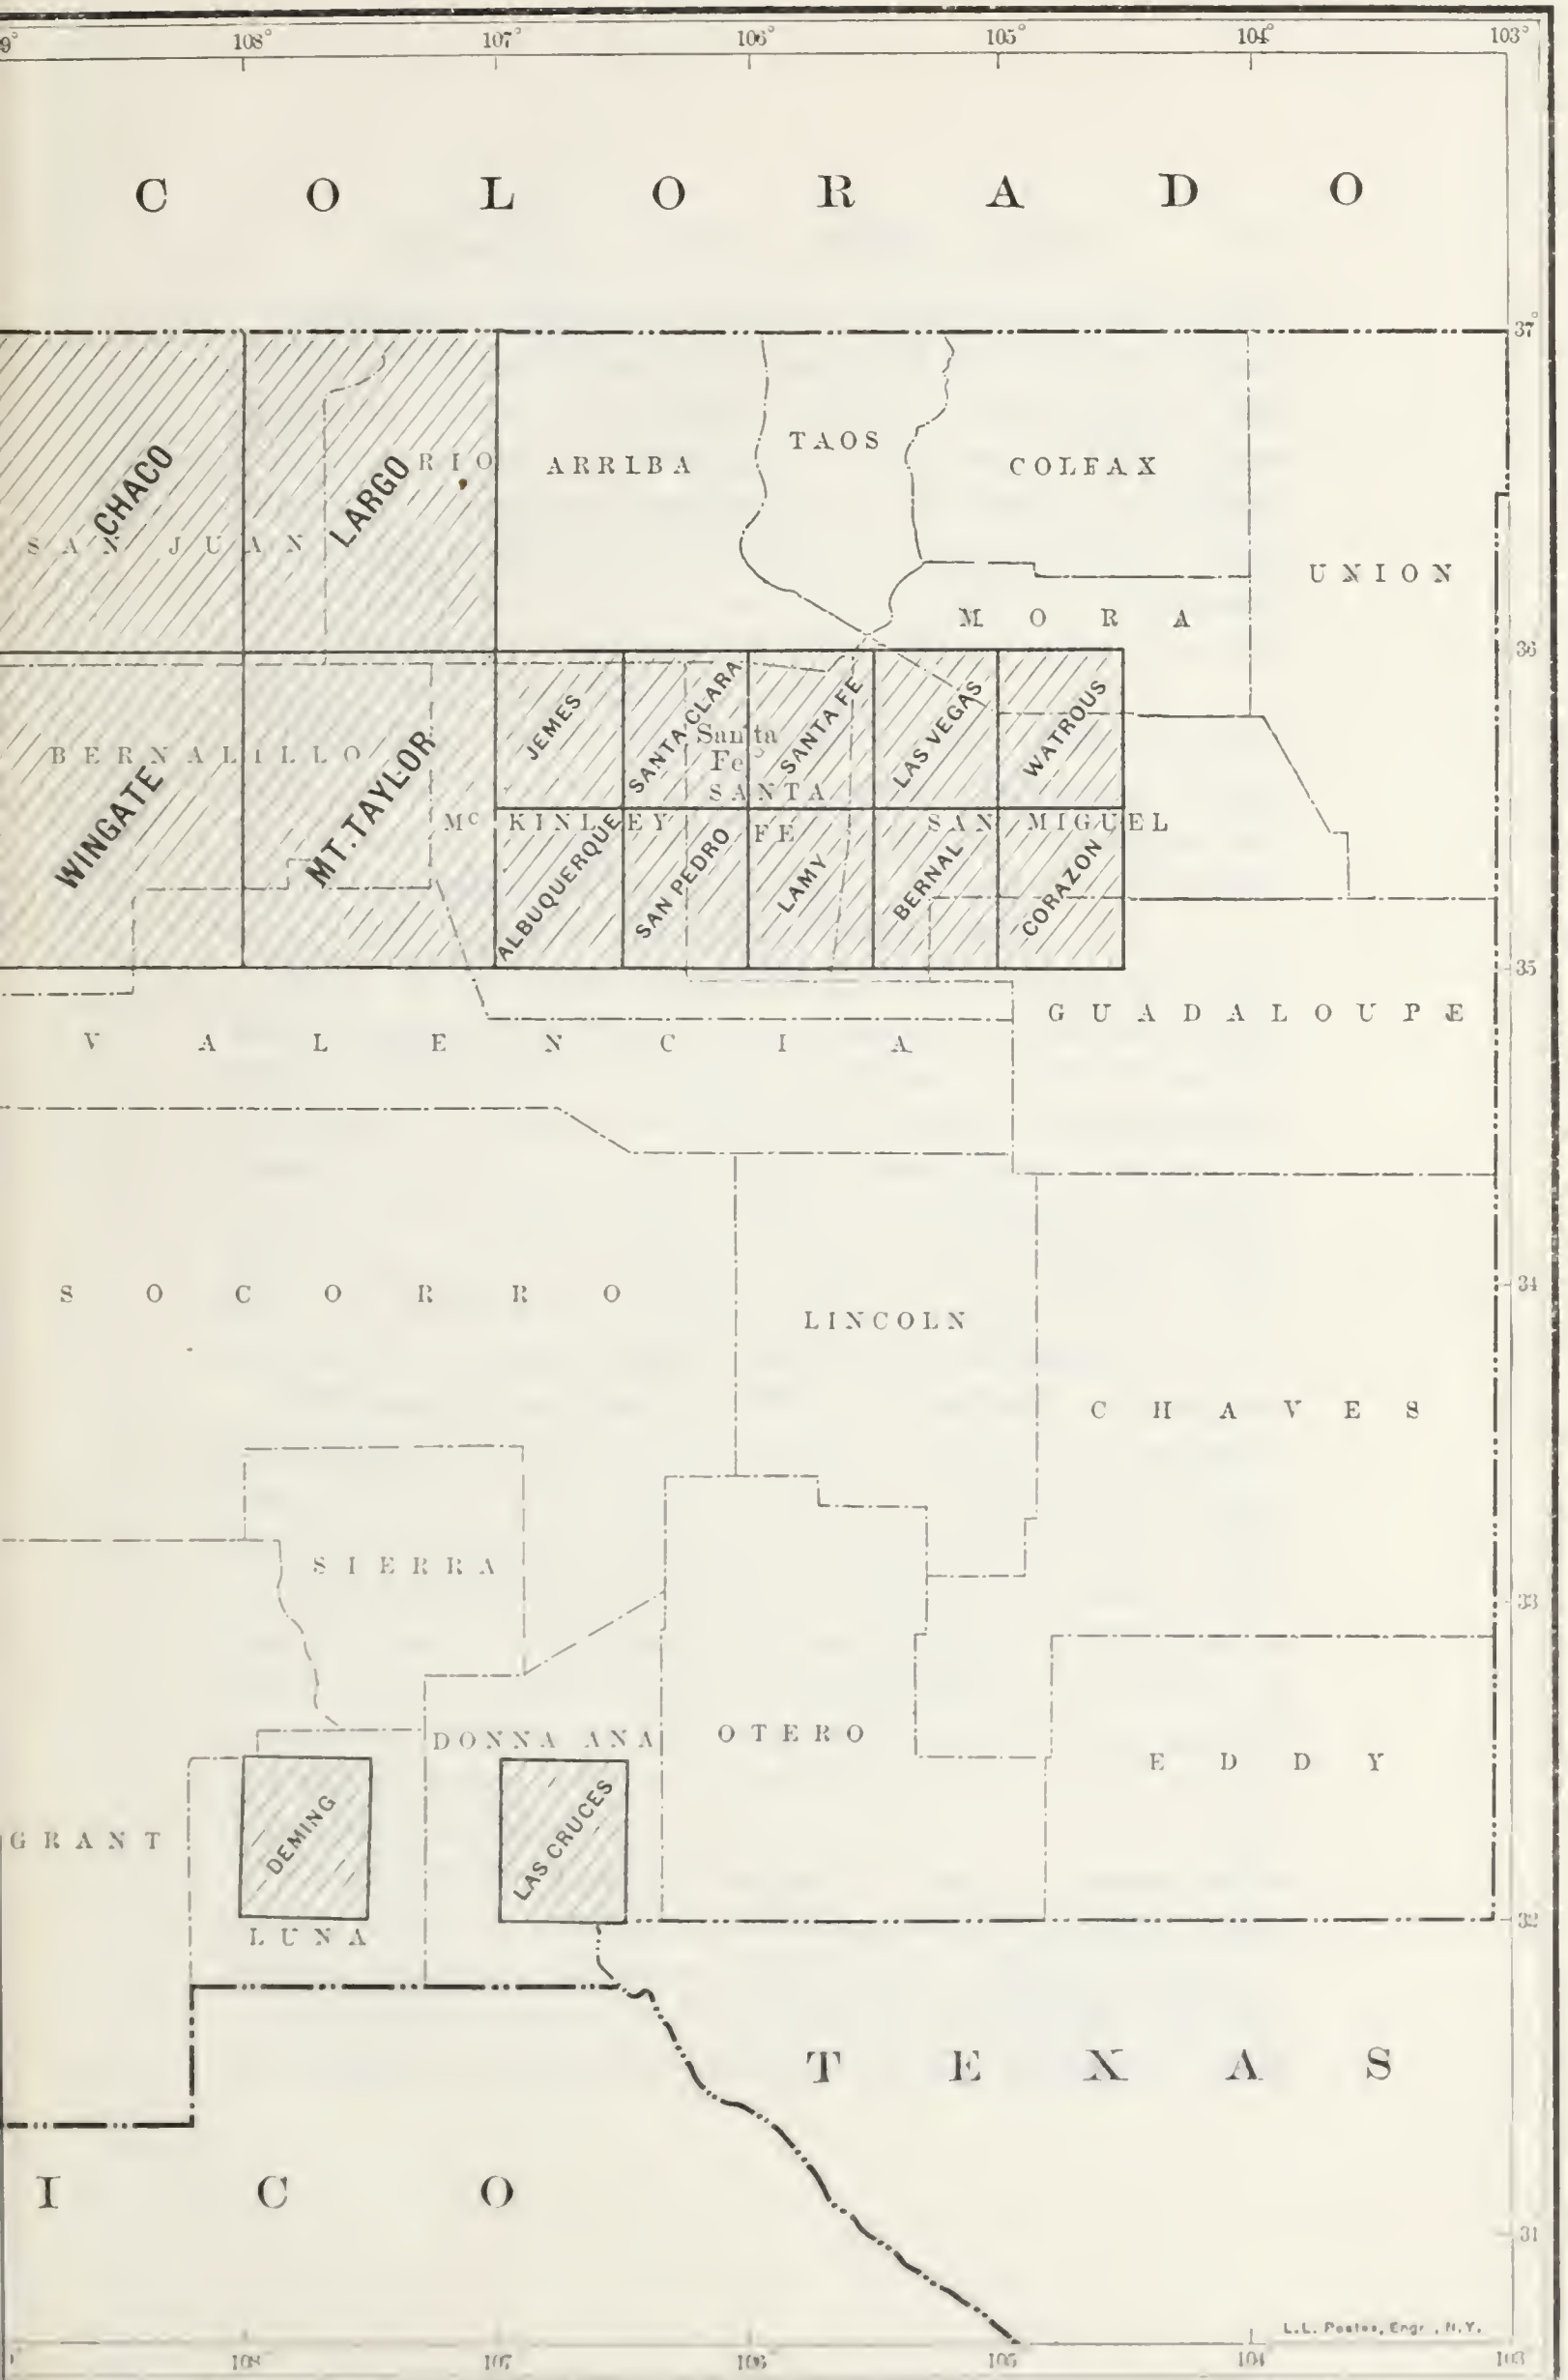 9° 108° 107° 106° 105° 104° 103°
COLORADO
37°
RIO ARRIBA
TAOS
COLFAX
CHACO
LARGO
SAN JUAN
UNION
MORA
36
JEMES
SANTA CLARA
SANTA FE
LAS VEGAS
WATROUS
Santa
Fe
BERNALILLO
WINGATE
MT. TAYLOR
SANTA
FE
Mc KINLEY
SAN MIGUEL
ALBUQUERQUE
SAN PEDRO
LAMY
BERNAL
CORAZON
35
GUADALOUPE
VALENCIA
34
SOCORRO
LINCOLN
CHAVES
SIERRA
33
DONNA ANA
OTERO
EDDY
DEMING
LAS CRUCES
GRANT
LUNA
32
TEXAS
ICO
31
L.L. Poates, Engr., N.Y.
108 107 106 105 104 103